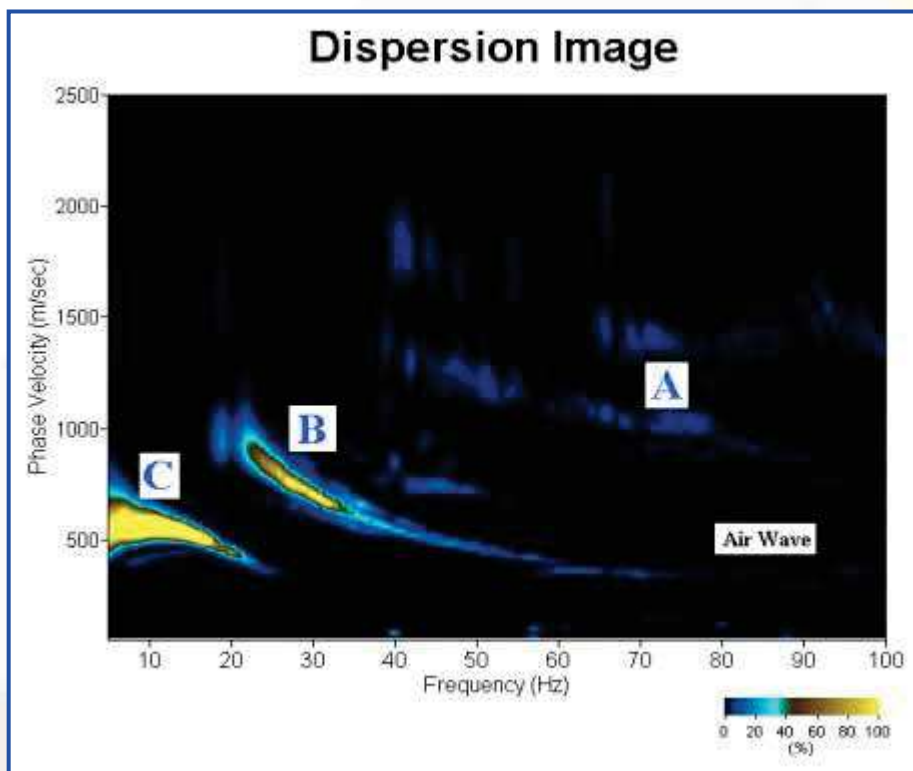 Dispersion Image
2500
2000
1500
1000
500
Phase Velocity (m/sec)
A
B
C
Air Wave
10 20 30 40 50 60 70 80 90 100
Frequency (Hz)
0 20 40 60 80 100
(%)